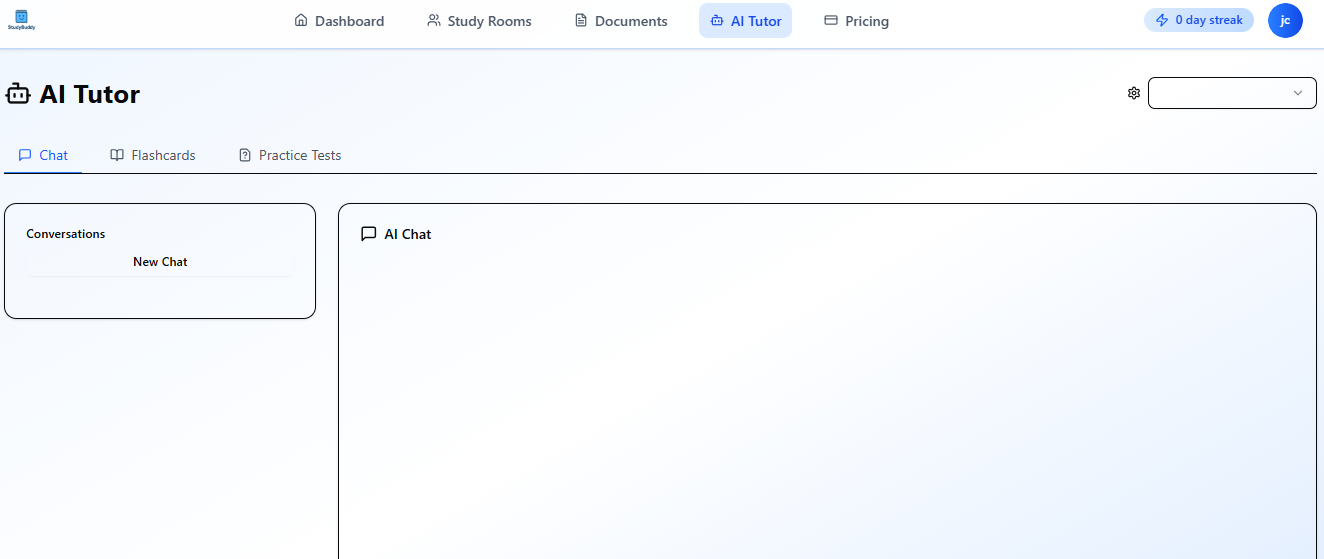 StudyBuddy
Dashboard
Study Rooms
Documents
AI Tutor
Pricing
0 day streak
jc
AI Tutor
Chat
Flashcards
Practice Tests
Conversations
New Chat
AI Chat